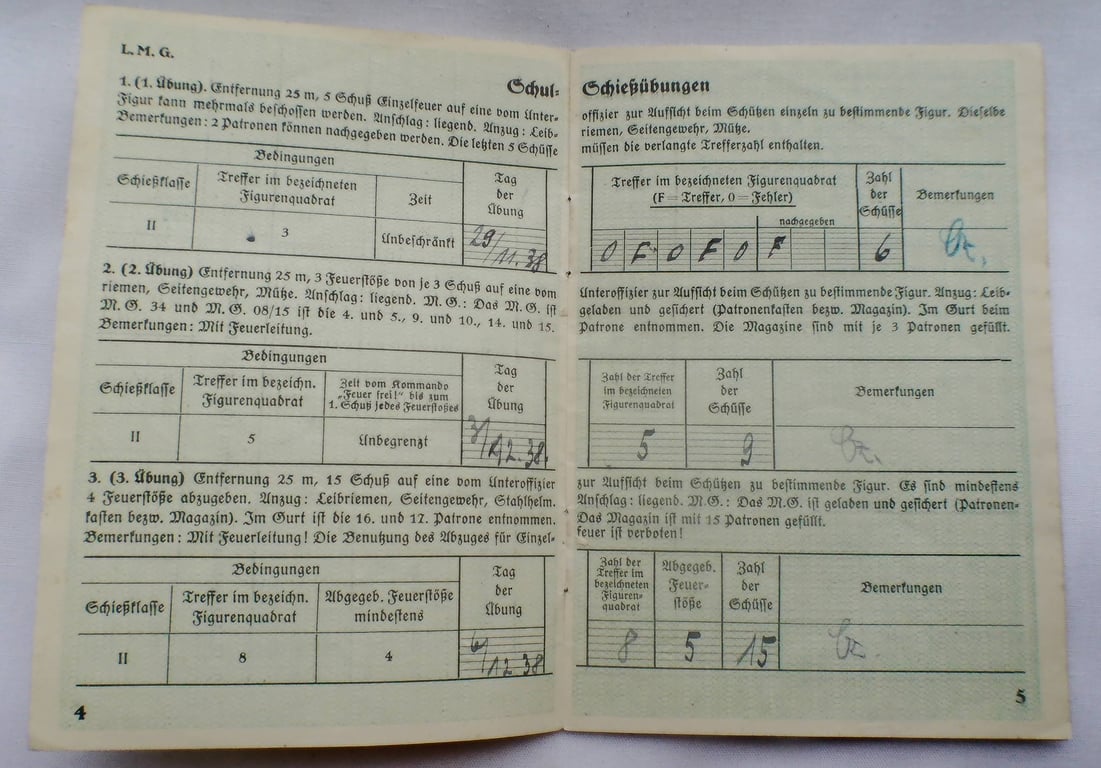 L. M. G.
Schul-
1. (1. Übung). Entfernung 25 m, 5 Schuß Einzelfeuer auf eine vom Unter-
Figur kann mehrmals beschossen werden. Anschlag: liegend. Anzug: Leib-
Bemerkungen: 2 Patronen können nachgegeben werden. Die letzten 5 Schüsse
Bedingungen
Schießklasse
Treffer im bezeichneten
Figurenquadrat
Zeit
Tag
der
Übung
II
3
Unbeschränkt
29/11.38
2. (2. Übung) Entfernung 25 m, 3 Feuerstöße von je 3 Schuß auf eine vom
riemen, Seitengewehr, Mütze. Anschlag: liegend. M. G.: Das M. G. ist
M. G. 34 und M. G. 08/15 ist die 4. und 5., 9. und 10., 14. und 15.
Bemerkungen: Mit Feuerleitung.
Bedingungen
Schießklasse
Treffer im bezeichn.
Figurenquadrat
Zeit vom Kommando
„Feuer frei!" bis zum
1. Schuß jedes Feuerstoßes
Tag
der
Übung
II
5
Unbegrenzt
/12.38.
3. (3. Übung) Entfernung 25 m, 15 Schuß auf eine vom Unteroffizier
4 Feuerstöße abzugeben. Anzug: Leibriemen, Seitengewehr, Stahlhelm.
kasten bezw. Magazin). Im Gurt ist die 16. und 17. Patrone entnommen.
Bemerkungen: Mit Feuerleitung! Die Benutzung des Abzuges für Einzel-
Bedingungen
Schießklasse
Treffer im bezeichn.
Figurenquadrat
Abgegeb. Feuerstöße
mindestens
Tag
der
Übung
II
8
4
6/12.38
4
Schießübungen
offizier zur Aufsicht beim Schützen einzeln zu bestimmende Figur. Dieselbe
riemen, Seitengewehr, Mütze.
müssen die verlangte Trefferzahl enthalten.
Treffer im bezeichneten Figurenquadrat
(F = Treffer, 0 = Fehler)
nachgegeben
Zahl
der
Schüsse
Bemerkungen
0 F 0 F 0 F
6
Unteroffizier zur Aufsicht beim Schützen zu bestimmende Figur. Anzug: Leib-
geladen und gesichert (Patronenkasten bezw. Magazin). Im Gurt beim
Patrone entnommen. Die Magazine sind mit je 3 Patronen gefüllt.
Zahl der Treffer
im bezeichneten
Figurenquadrat
Zahl
der
Schüsse
Bemerkungen
5
9
zur Aufsicht beim Schützen zu bestimmende Figur. Es sind mindestens
Anschlag: liegend. M. G.: Das M. G. ist geladen und gesichert (Patronen-
Das Magazin ist mit 15 Patronen gefüllt.
feuer ist verboten!
Zahl der
Treffer im
bezeichneten
Figuren-
quadrat
Abgegeb.
Feuer-
stöße
Zahl
der
Schüsse
Bemerkungen
8
5
15
5